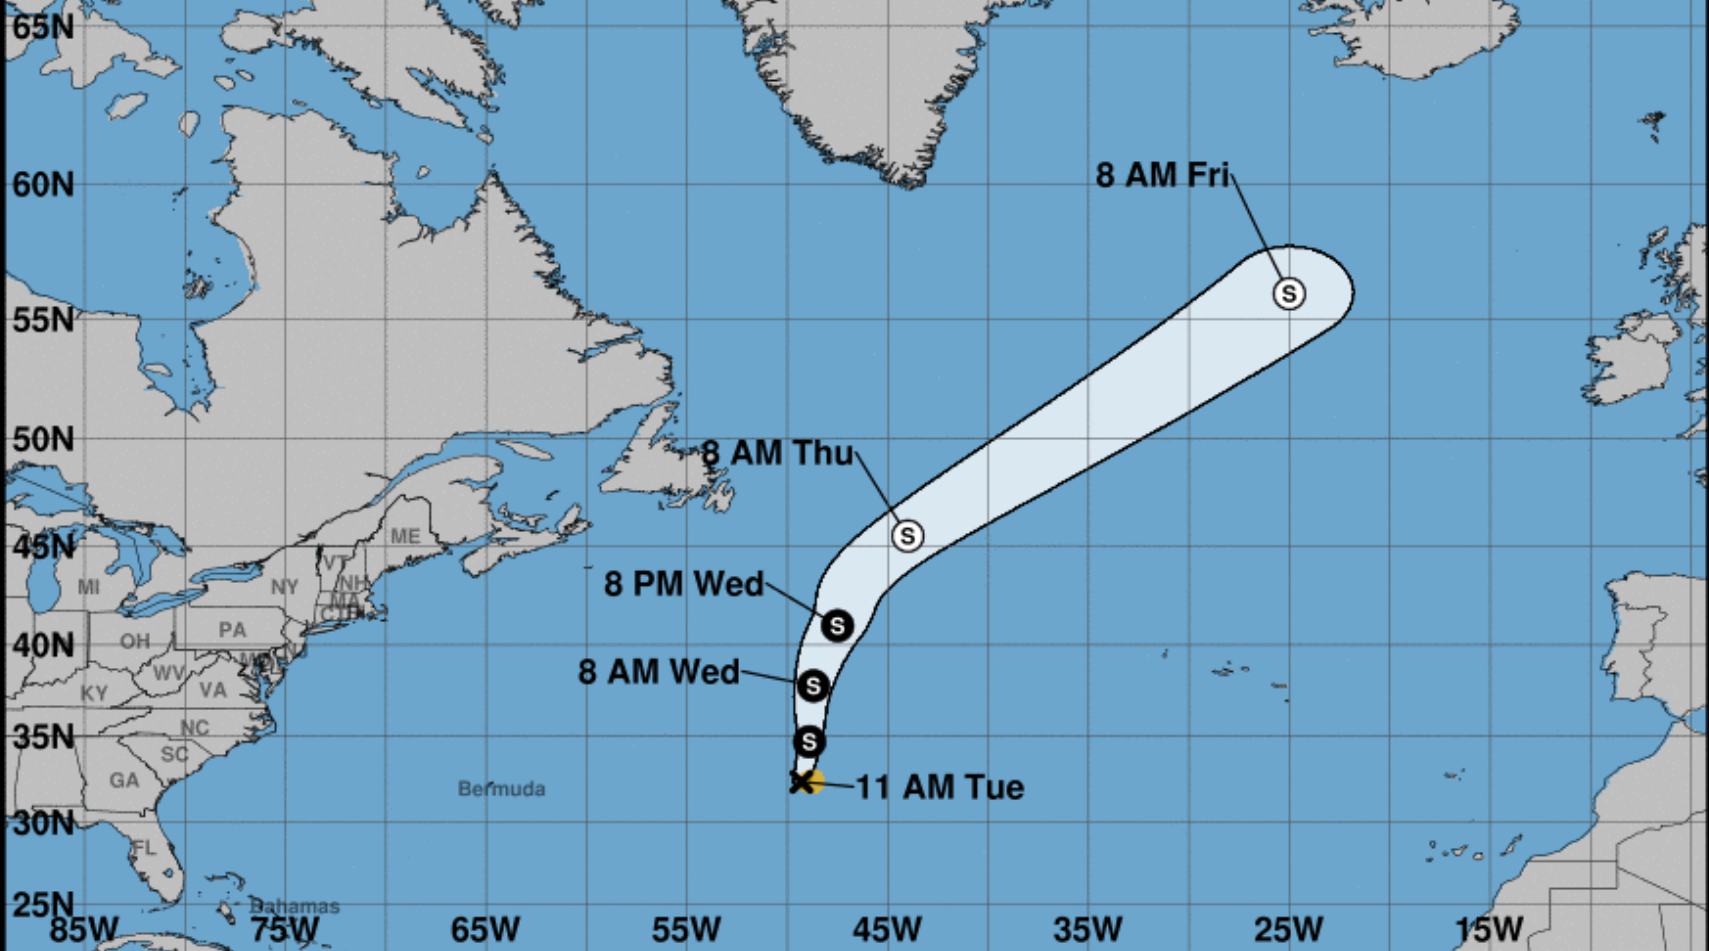 65N
8 AM Fri
60N
S
55N
50N
8 AM Thu
S
ME
45N
VT
MI
NY
NH
8 PM Wed
MA
S
PA
OH
40N
WV
8 AM Wed
S
KY
VA
NC
35N
S
SC
GA
Bermuda
11 AM Tue
30N
FL
25N
Bahamas
85W
75W
65W
55W
45W
35W
25W
15W